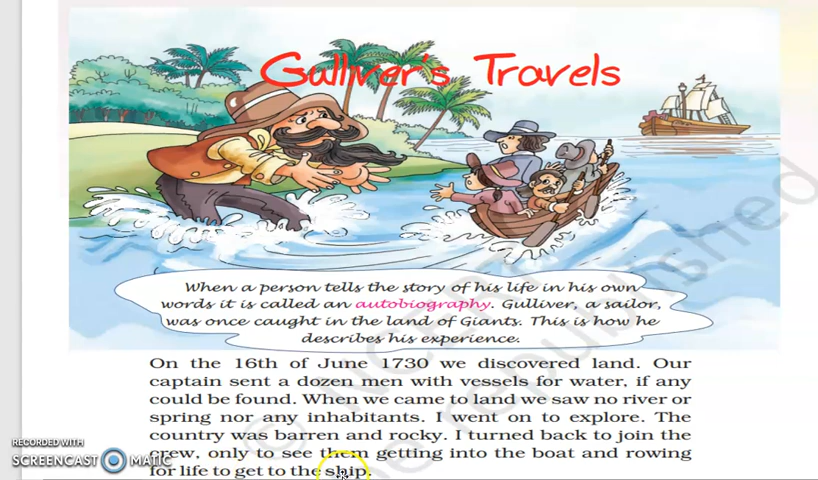 Gulliver's Travels
When a person tells the story of his life in his own
words it is called an autobiography. Gulliver, a sailor,
was once caught in the land of Giants. This is how he
describes his experience.
On the 16th of June 1730 we discovered land. Our
captain sent a dozen men with vessels for water, if any
could be found. When we came to land we saw no river or
spring nor any inhabitants. I went on to explore. The
country was barren and rocky. I turned back to join the
crew, only to see them getting into the boat and rowing
for life to get to the ship.
RECORDED WITH
SCREENCAST MATIC
© NCERT
republished